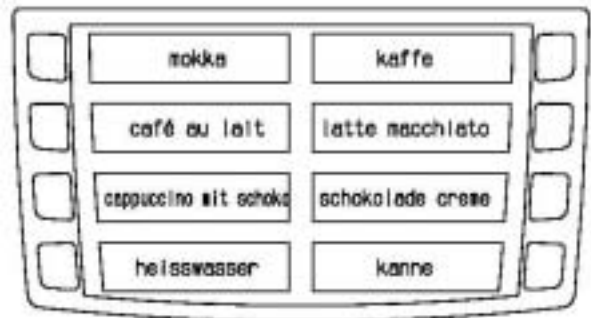 mokka
kaffe
café au lait
latte macchiato
cappuccino mit schoko
schokolade creme
heisswasser
kanne